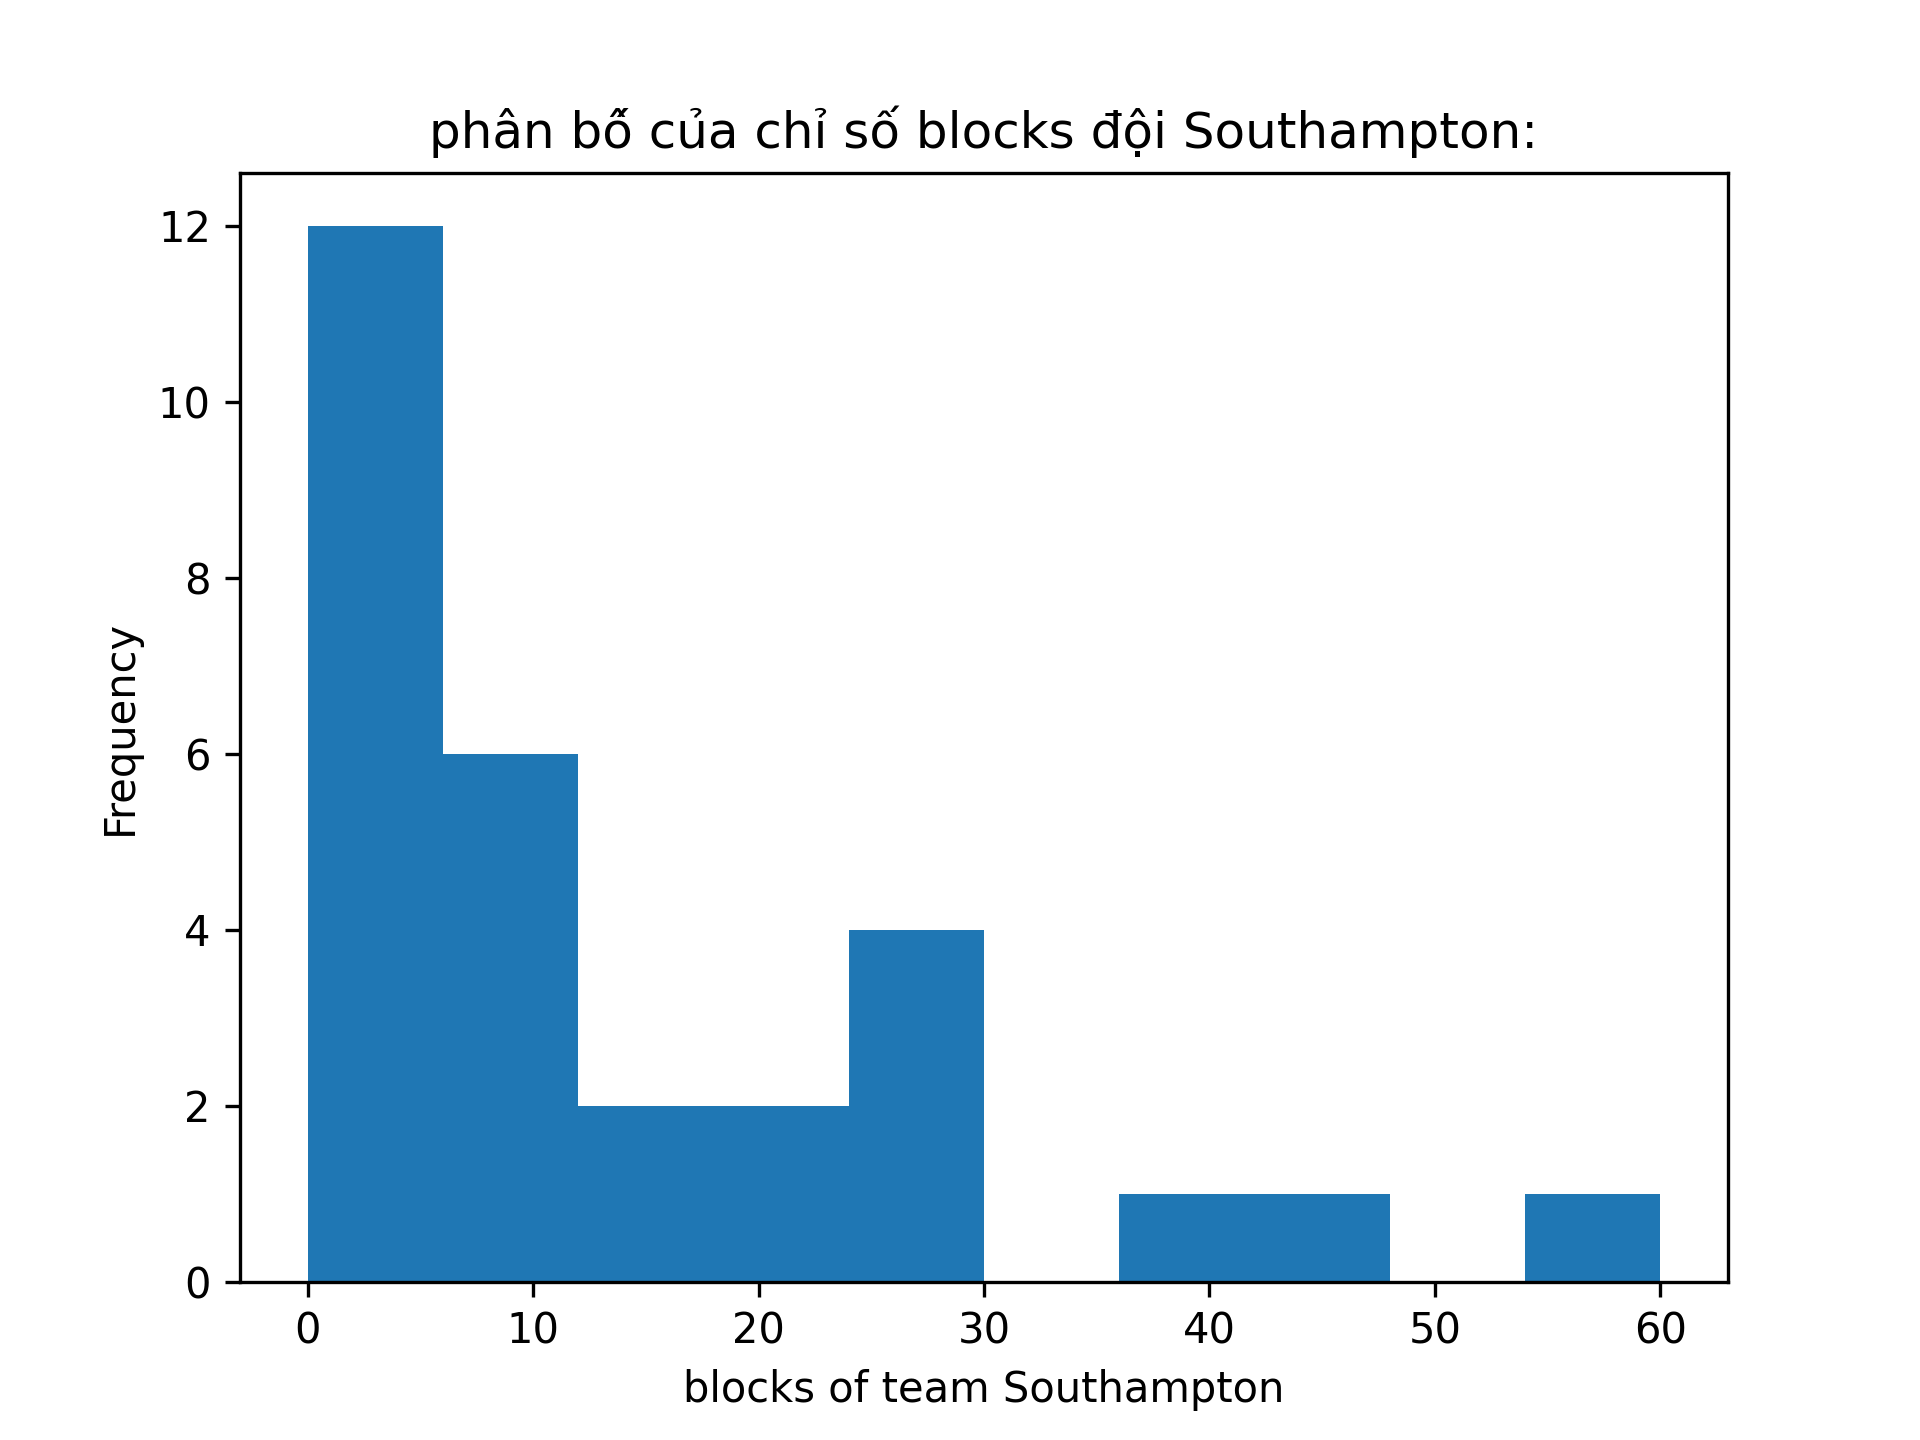 phân bố của chỉ số blocks đội Southampton:
12
10
8
6
4
2
0
Frequency
0 10 20 30 40 50 60
blocks of team Southampton